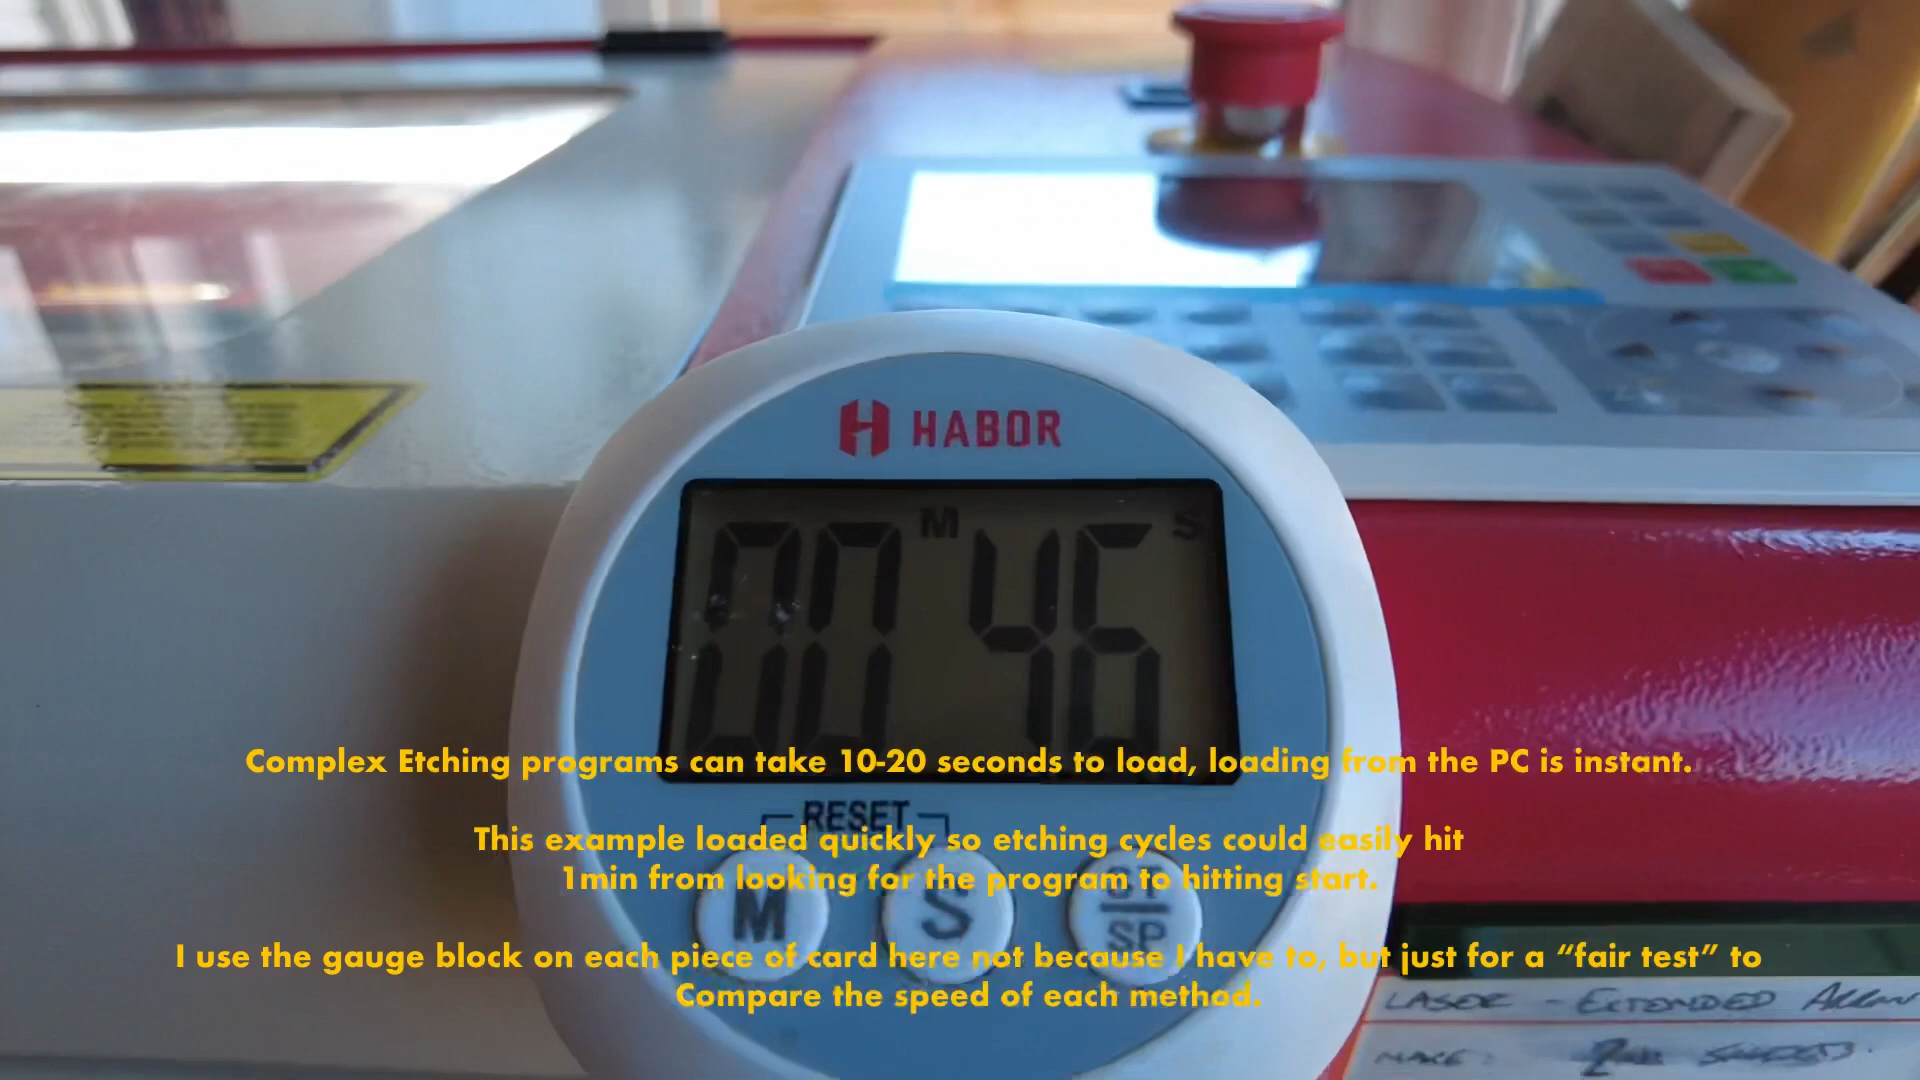 HABOR
M S
00 46
Complex Etching programs can take 10-20 seconds to load, loading from the PC is instant.
RESET
This example loaded quickly so etching cycles could easily hit
1min from looking for the program to hitting start.
M S ST
SP
I use the gauge block on each piece of card here not because I have to, but just for a “fair test” to
Compare the speed of each method.
LASER - EXTENDED